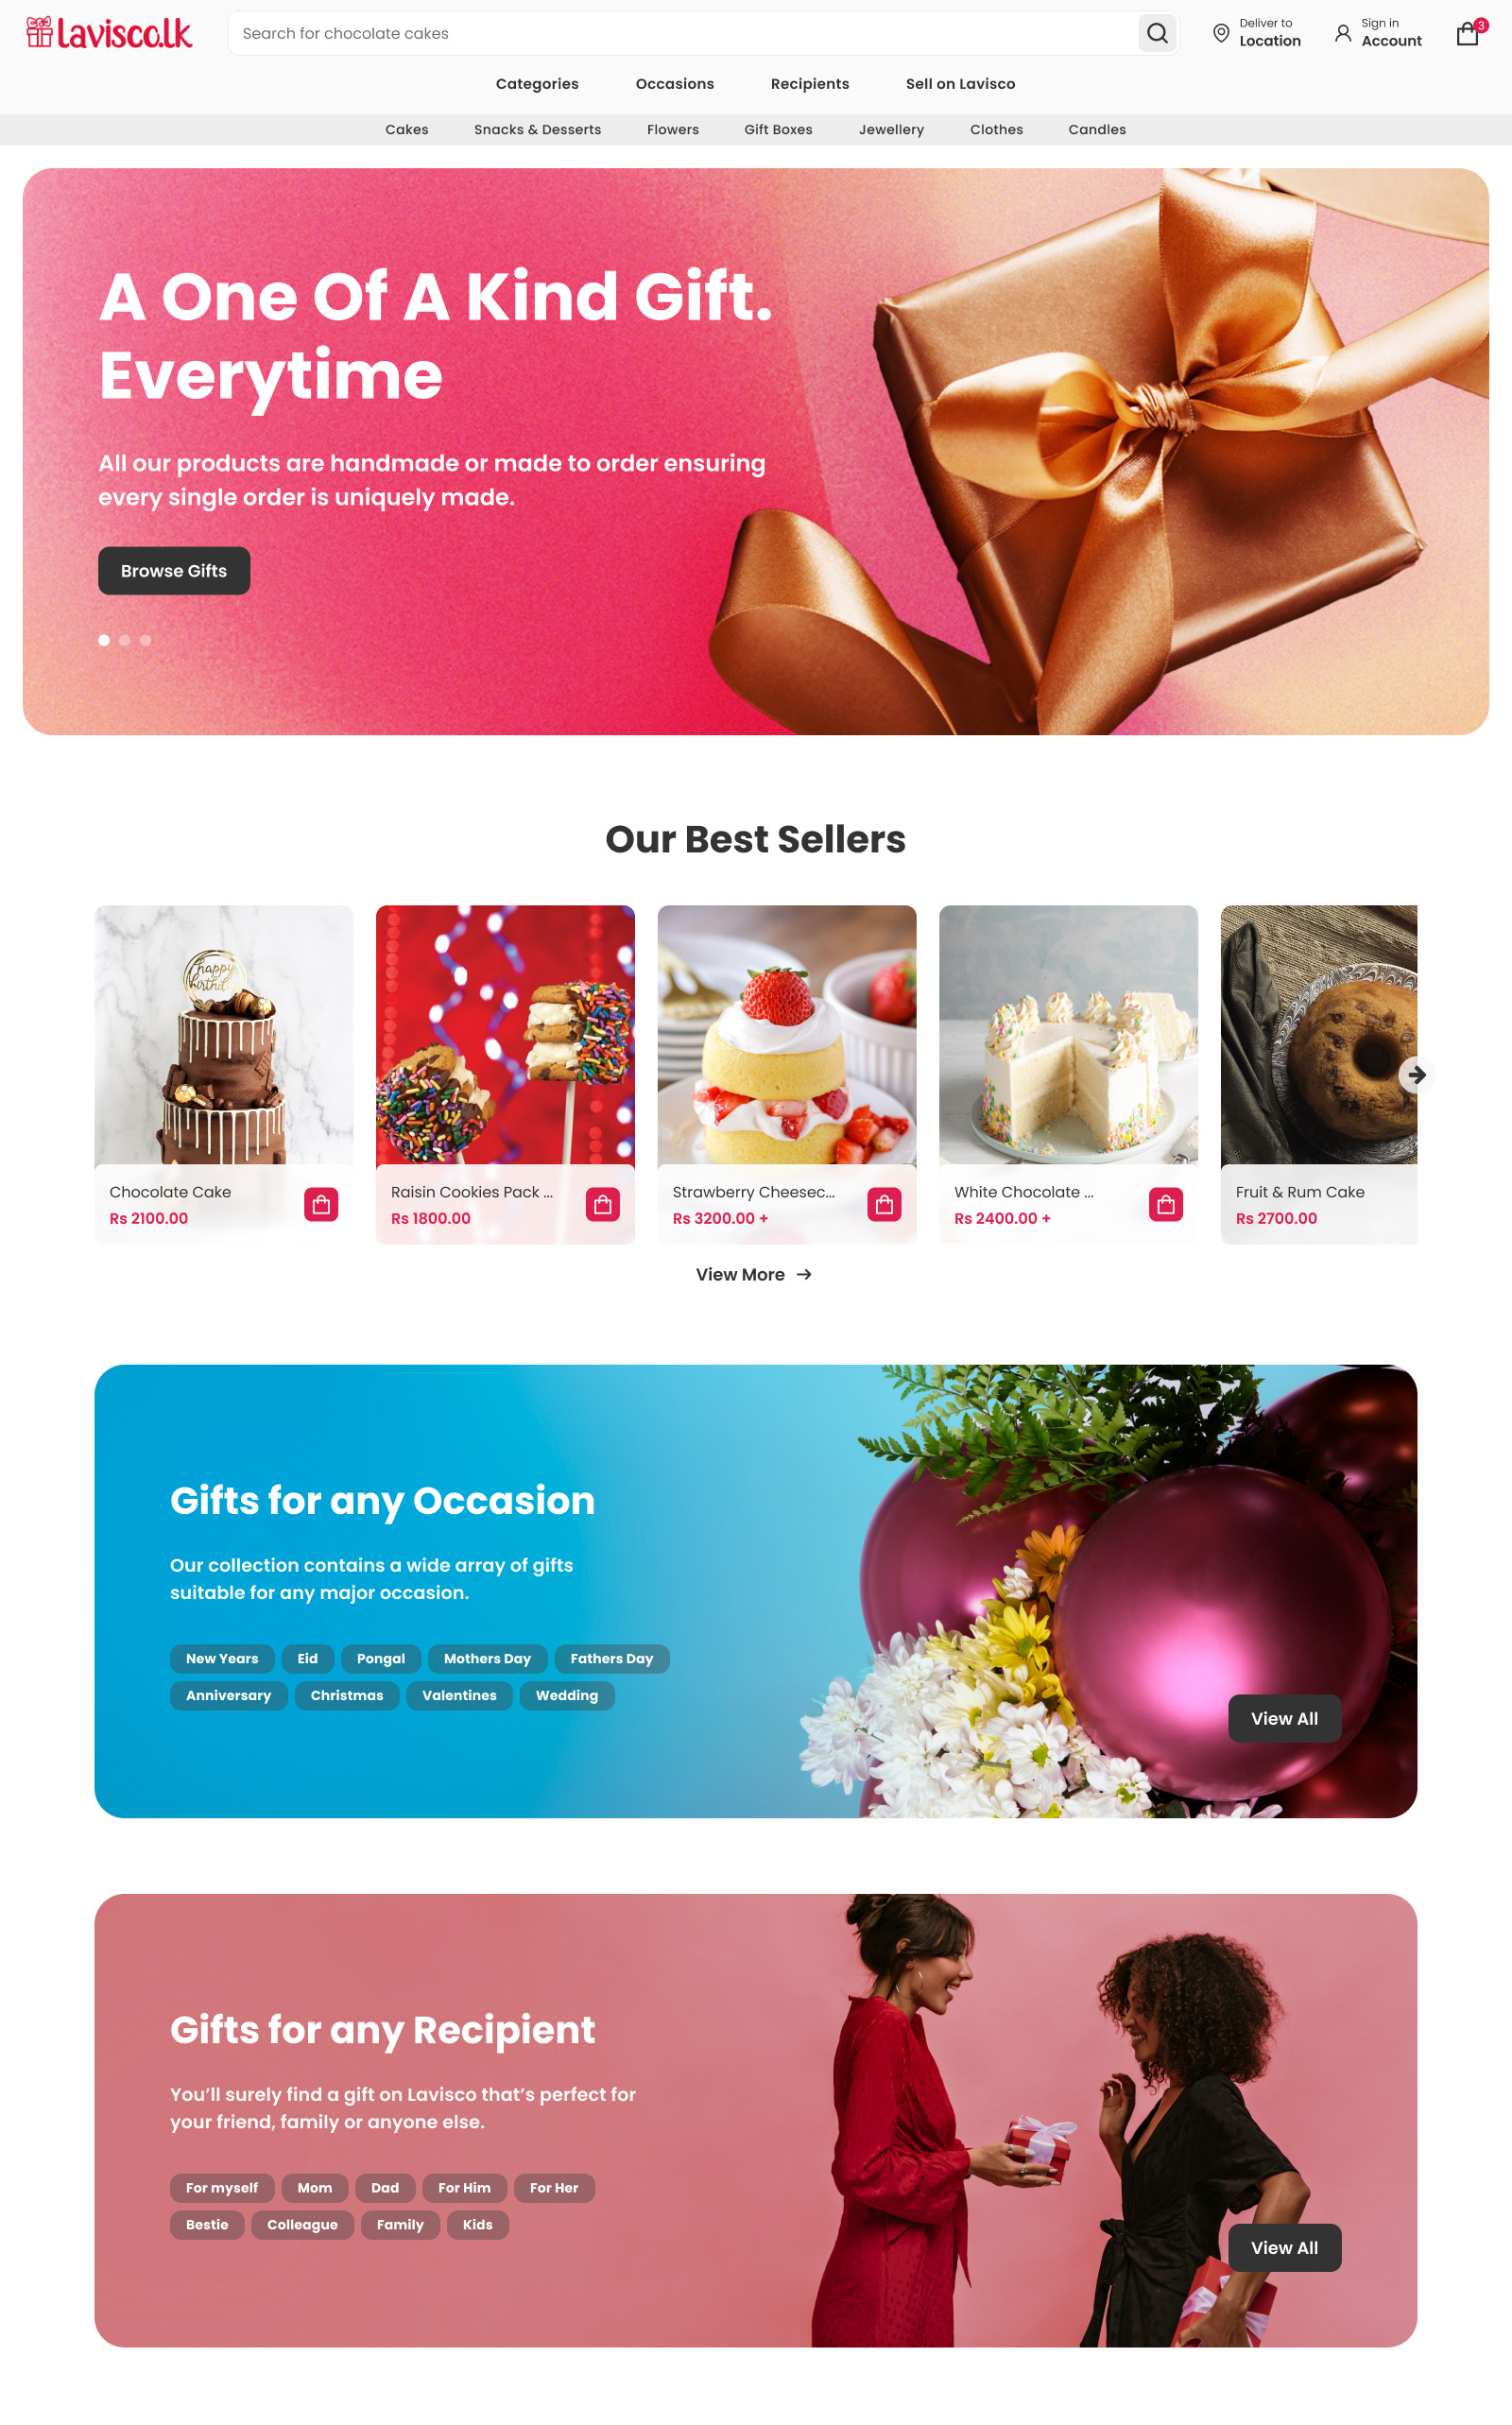 Lavisco.lk
Search for chocolate cakes
Deliver to
Location
Sign in
Account
3
Categories Occasions Recipients Sell on Lavisco
Cakes Snacks & Desserts Flowers Gift Boxes Jewellery Clothes Candles
A One Of A Kind Gift.
Everytime
All our products are handmade or made to order ensuring
every single order is uniquely made.
Browse Gifts
Our Best Sellers
happy
birthd
Chocolate Cake
Rs 2100.00
Raisin Cookies Pack ...
Rs 1800.00
Strawberry Cheesec...
Rs 3200.00 +
White Chocolate ...
Rs 2400.00 +
Fruit & Rum Cake
Rs 2700.00
View More
Gifts for any Occasion
Our collection contains a wide array of gifts
suitable for any major occasion.
New Years Eid Pongal Mothers Day Fathers Day
Anniversary Christmas Valentines Wedding
View All
Gifts for any Recipient
You’ll surely find a gift on Lavisco that’s perfect for
your friend, family or anyone else.
For myself Mom Dad For Him For Her
Bestie Colleague Family Kids
View All